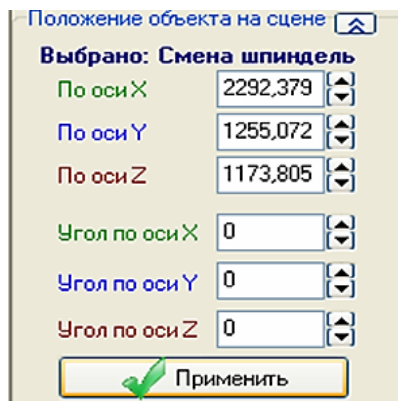 Положение объекта на сцене
Выбрано: Смена шпиндель
По оси X 2292,379
По оси Y 1255,072
По оси Z 1173,805
Угол по оси X 0
Угол по оси Y 0
Угол по оси Z 0
Применить